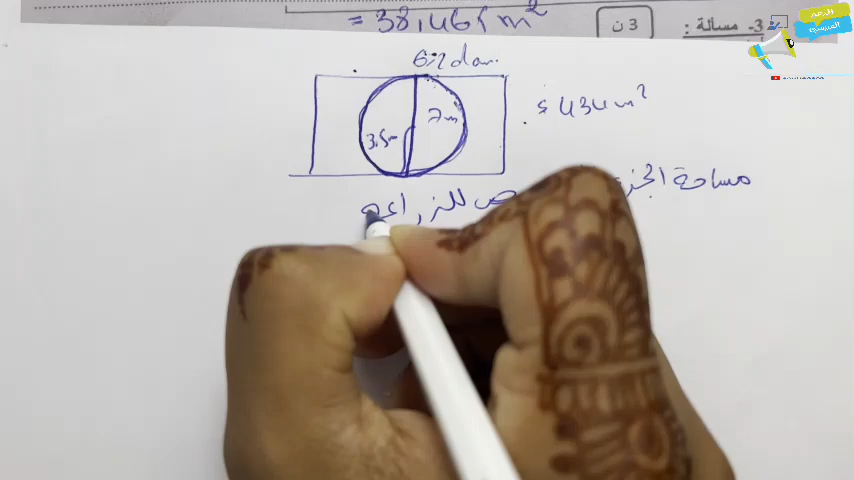 = 38,465 m²
3- مسألة :
3 ن
6,2 dam
= 434 m²
3.5m
7m
مساحة الجزء
للزراعة